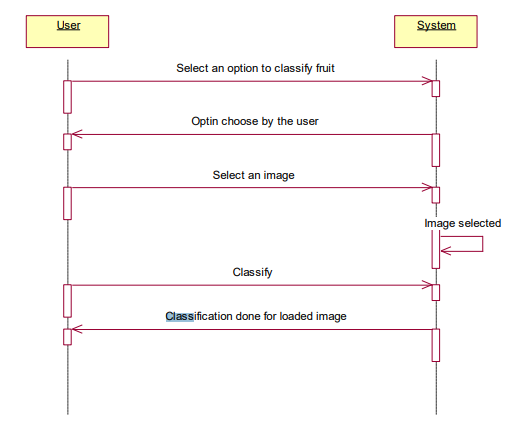 User
System
Select an option to classify fruit
Optin choose by the user
Select an image
Image selected
Classify
Classification done for loaded image